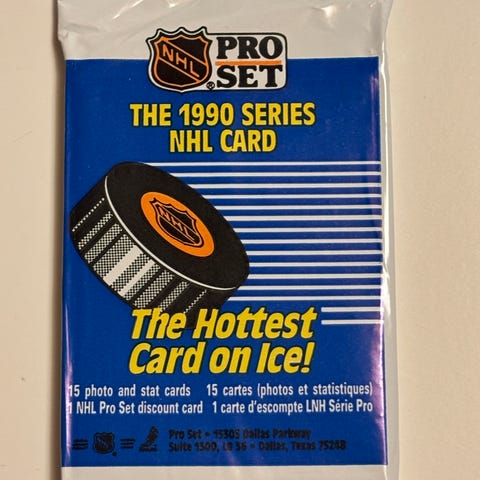 NHL PRO
SET
THE 1990 SERIES
NHL CARD
NHL
The Hottest
Card on Ice!
15 photo and stat cards 15 cartes (photos et statistiques)
1 NHL Pro Set discount card 1 carte d'escompte LNH Série Pro
Pro Set • 15303 Dallas Parkway
Suite 1300, LB 36 • Dallas, Texas 75248